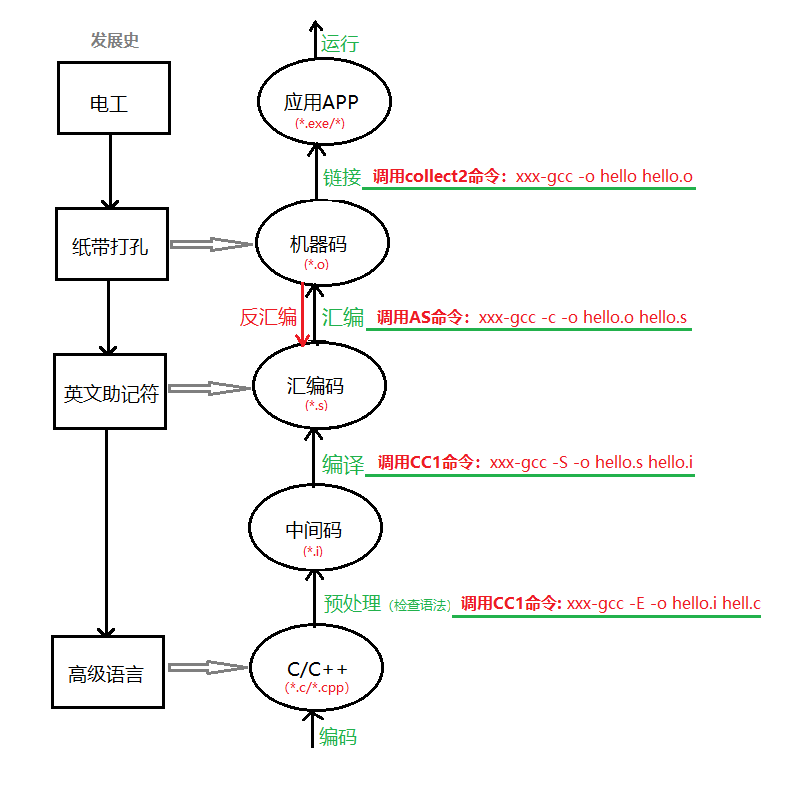 发展史
运行
电工
应用APP
(*.exe/*)
链接 调用collect2命令：xxx-gcc -o hello hello.o
纸带打孔
机器码
(*.o)
反汇编 汇编 调用AS命令：xxx-gcc -c -o hello.o hello.s
英文助记符
汇编码
(*.s)
编译 调用CC1命令：xxx-gcc -S -o hello.s hello.i
中间码
(*.i)
预处理（检查语法） 调用CC1命令: xxx-gcc -E -o hello.i hell.c
高级语言
C/C++
(*.c/*.cpp)
编码